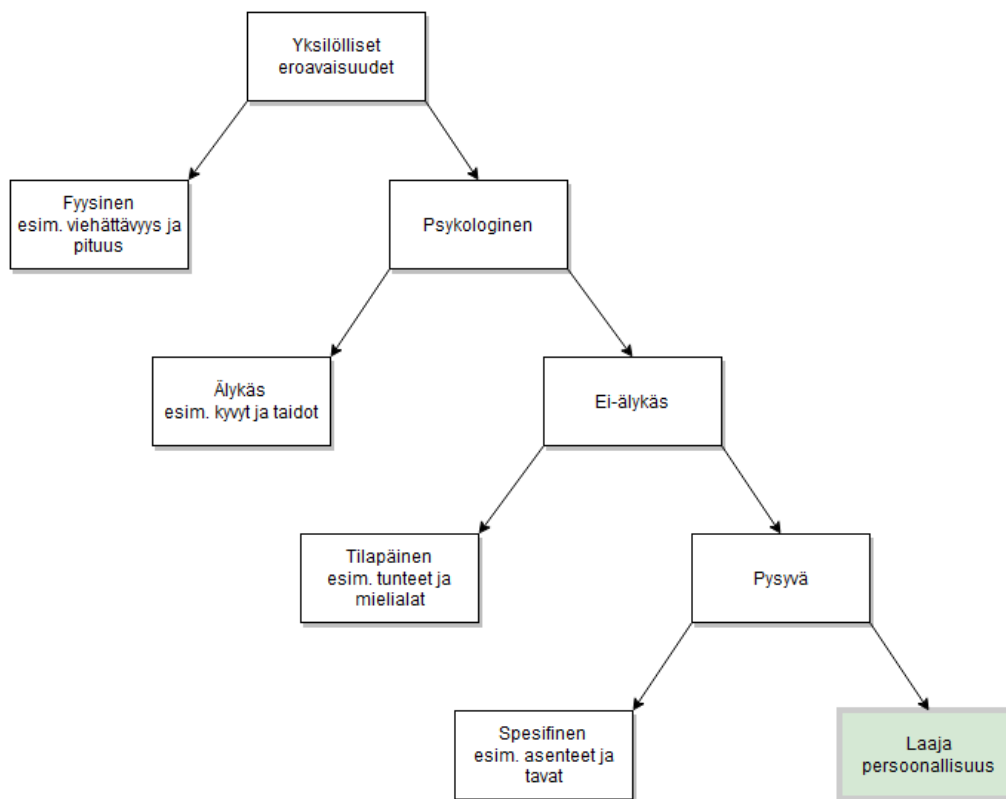 Yksilölliset
eroavaisuudet
Fyysinen
esim. viehättävyys ja
pituus
Psykologinen
Älykäs
esim. kyvyt ja taidot
Ei-älykäs
Tilapäinen
esim. tunteet ja
mielialat
Pysyvä
Spesifinen
esim. asenteet ja
tavat
Laaja
persoonallisuus